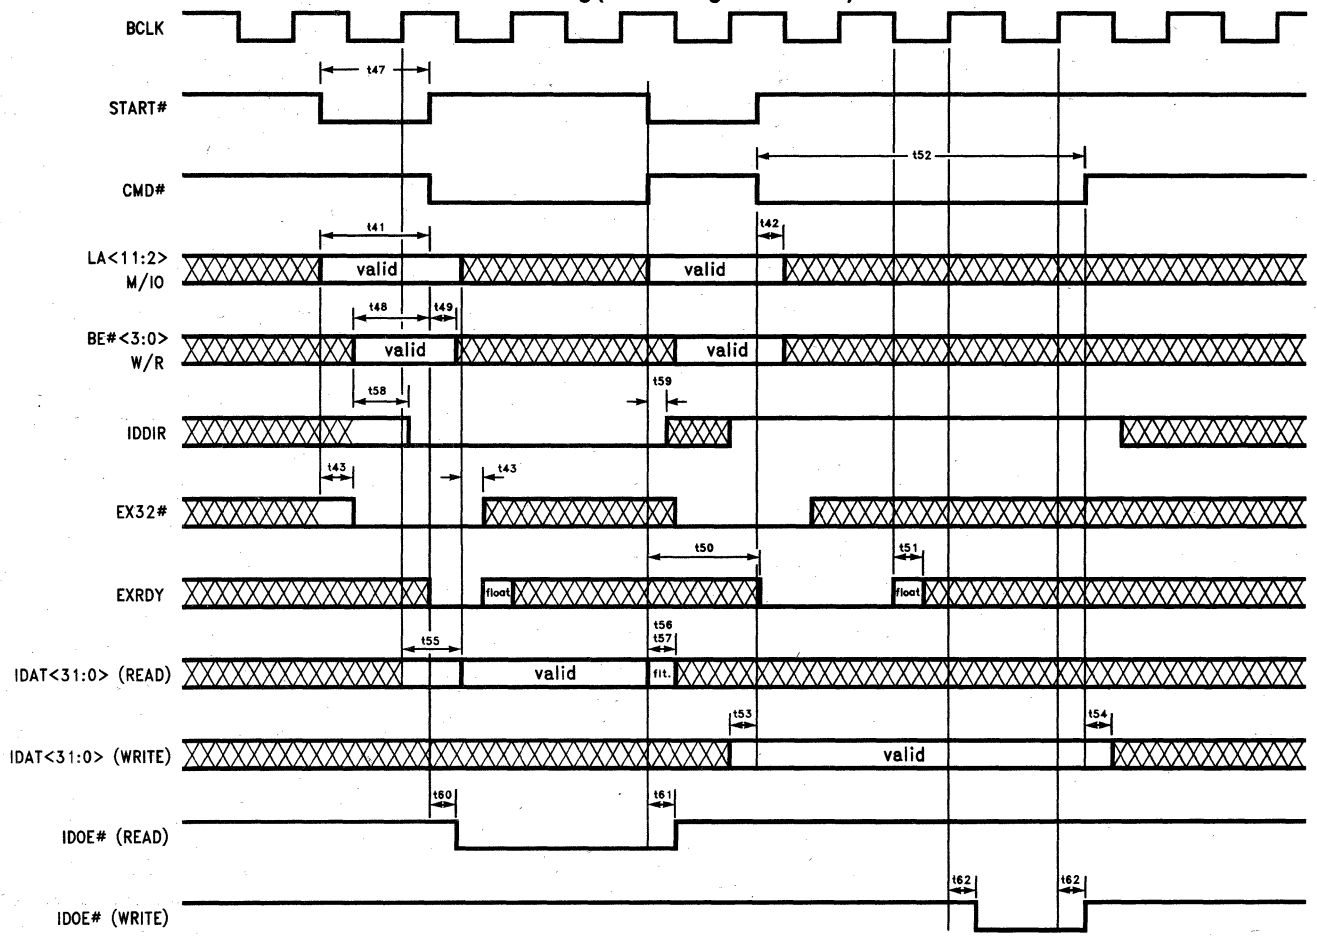 BCLK
t47
START#
t52
CMD#
t41
t42
LA<11:2>
valid
valid
M/IO
t48
t49
BE#<3:0>
valid
valid
W/R
t58
t59
IDDIR
t43
t43
EX32#
t50
t51
EXRDY
float
float
t55
t56
t57
IDAT<31:0> (READ)
valid
flt.
t53
t54
IDAT<31:0> (WRITE)
valid
t60
t61
IDOE# (READ)
t62
t62
IDOE# (WRITE)